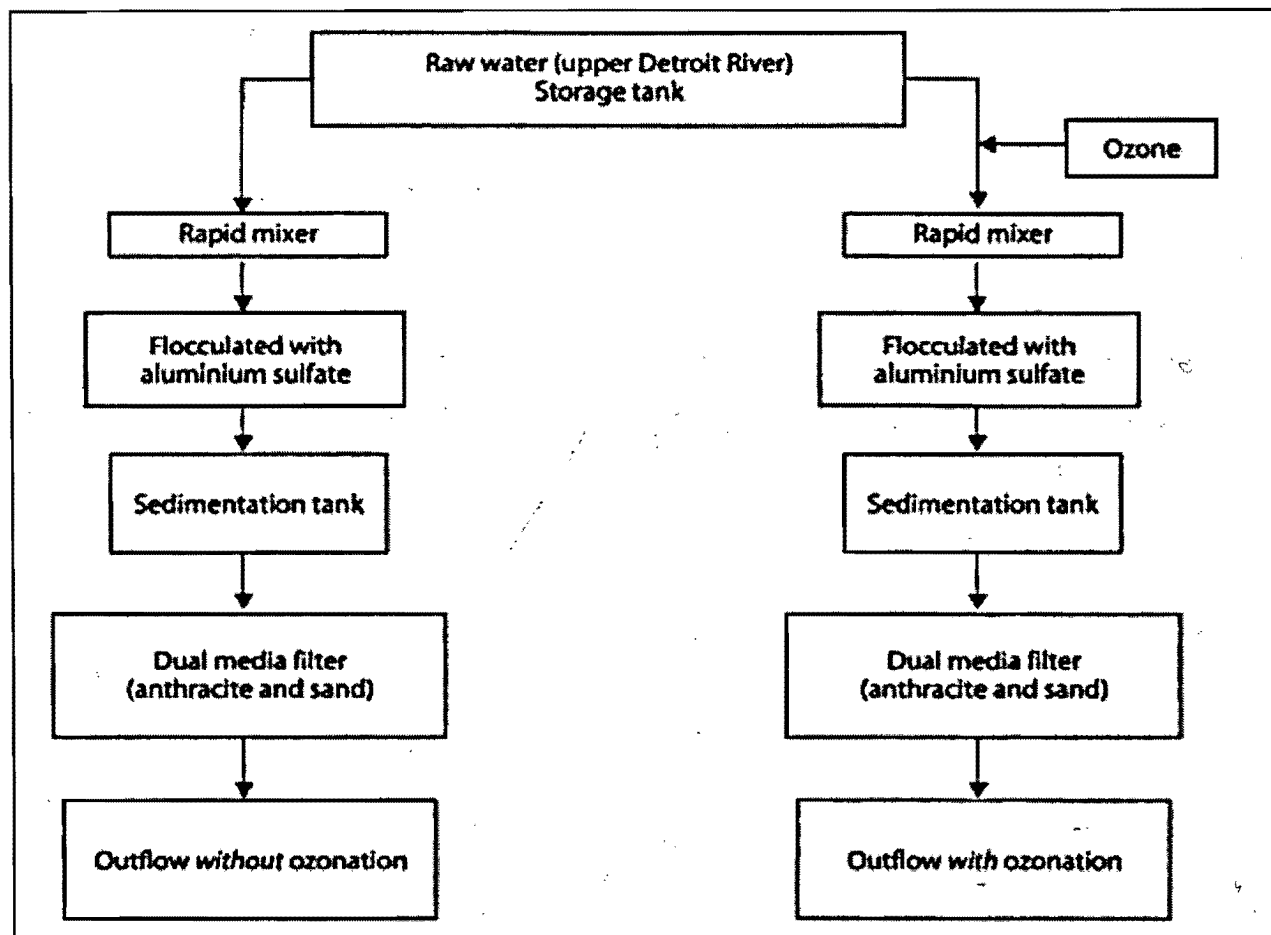 Raw water (upper Detroit River)
Storage tank
Ozone
Rapid mixer
Rapid mixer
Flocculated with
aluminium sulfate
Flocculated with
aluminium sulfate
Sedimentation tank
Sedimentation tank
Dual media filter
(anthracite and sand)
Dual media filter
(anthracite and sand)
Outflow without ozonation
Outflow with ozonation